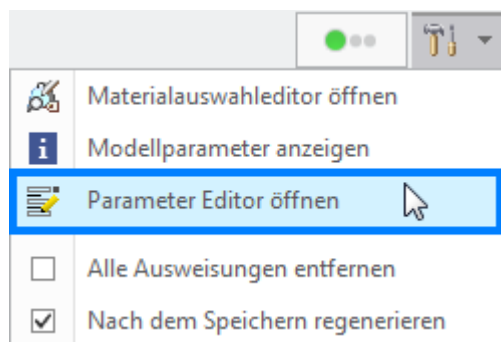 Materialauswahleditor öffnen
Modellparameter anzeigen
Parameter Editor öffnen
Alle Ausweisungen entfernen
Nach dem Speichern regenerieren